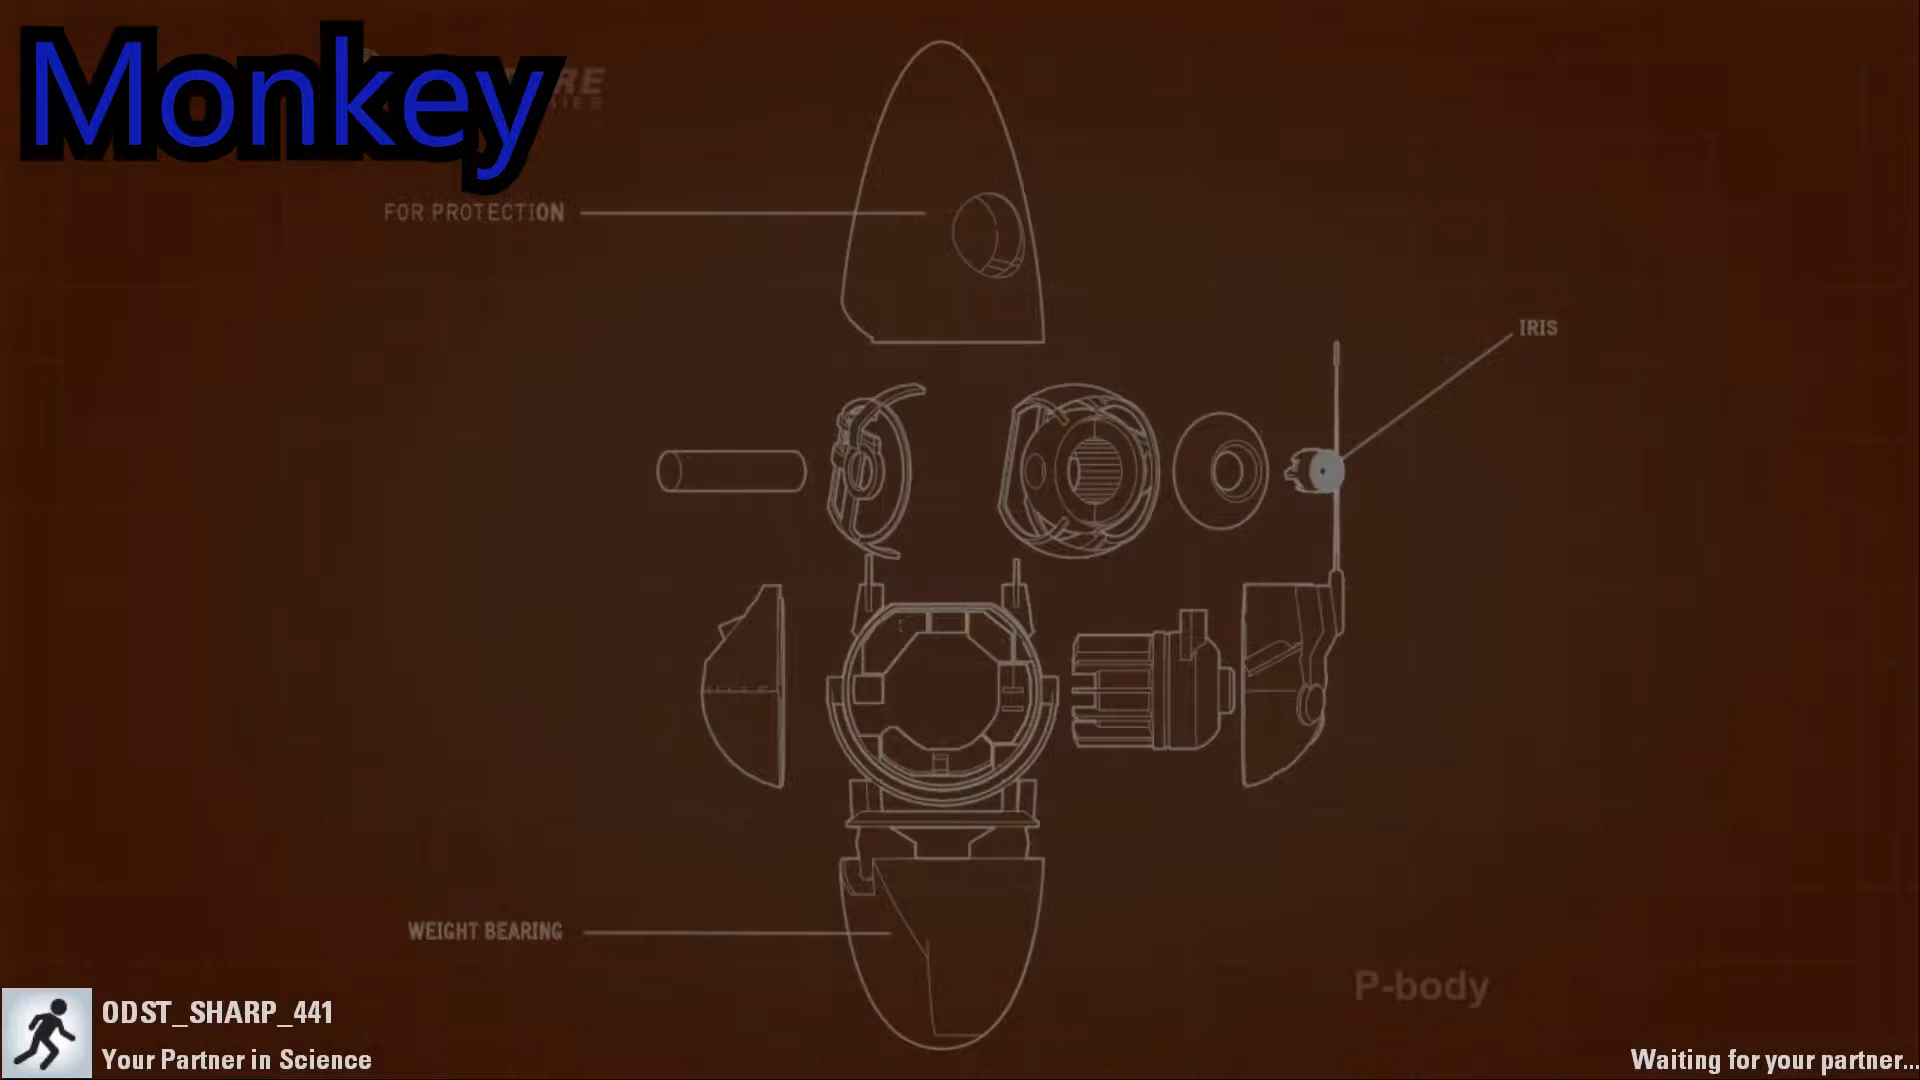 Monkey
FOR PROTECTION
IRIS
WEIGHT BEARING
P-body
ODST_SHARP_441
Your Partner in Science
Waiting for your partner...